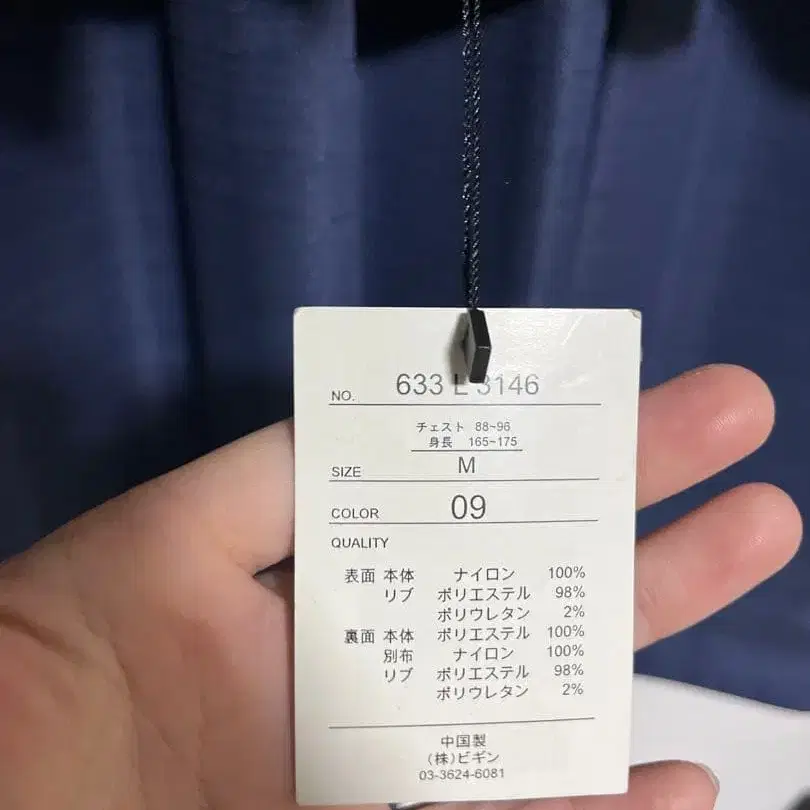 NO. 633 L 3146
チェスト 88~96
身長 165~175
SIZE M
COLOR 09
QUALITY
表面 本体 ナイロン 100%
リブ ポリエステル 98%
ポリウレタン 2%
裏面 本体 ポリエステル 100%
別布 ナイロン 100%
リブ ポリエステル 98%
ポリウレタン 2%
中国製
(株)ビギン
03-3624-6081